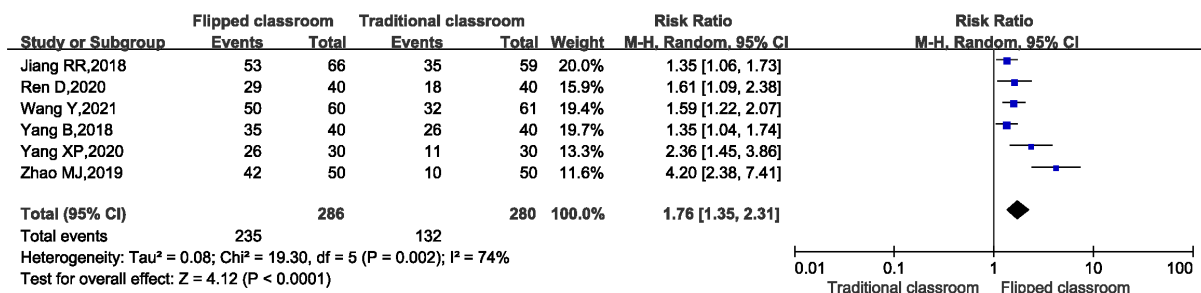 Flipped classroom Traditional classroom Risk Ratio Risk Ratio
Study or Subgroup Events Total Events Total Weight M-H, Random, 95% CI M-H, Random, 95% CI
Jiang RR,2018 53 66 35 59 20.0% 1.35 [1.06, 1.73]
Ren D,2020 29 40 18 40 15.9% 1.61 [1.09, 2.38]
Wang Y,2021 50 60 32 61 19.4% 1.59 [1.22, 2.07]
Yang B,2018 35 40 26 40 19.7% 1.35 [1.04, 1.74]
Yang XP,2020 26 30 11 30 13.3% 2.36 [1.45, 3.86]
Zhao MJ,2019 42 50 10 50 11.6% 4.20 [2.38, 7.41]
Total (95% CI) 286 280 100.0% 1.76 [1.35, 2.31]
Total events 235 132
Heterogeneity: Tau² = 0.08; Chi² = 19.30, df = 5 (P = 0.002); I² = 74%
Test for overall effect: Z = 4.12 (P < 0.0001)
0.01 0.1 1 10 100
Traditional classroom Flipped classroom